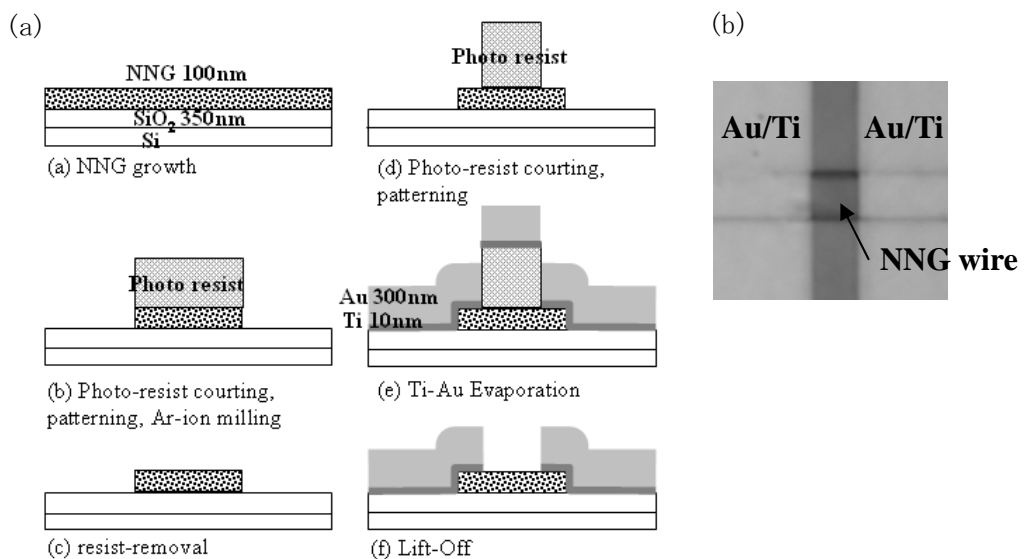 (a)
NNG 100nm
SiO₂ 350nm
Si
(a) NNG growth
Photo resist
(b) Photo-resist courting,
patterning, Ar-ion milling
(c) resist-removal
Photo resist
(d) Photo-resist courting,
patterning
Au 300nm
Ti 10nm
(e) Ti-Au Evaporation
(f) Lift-Off
(b)
Au/Ti Au/Ti
NNG wire